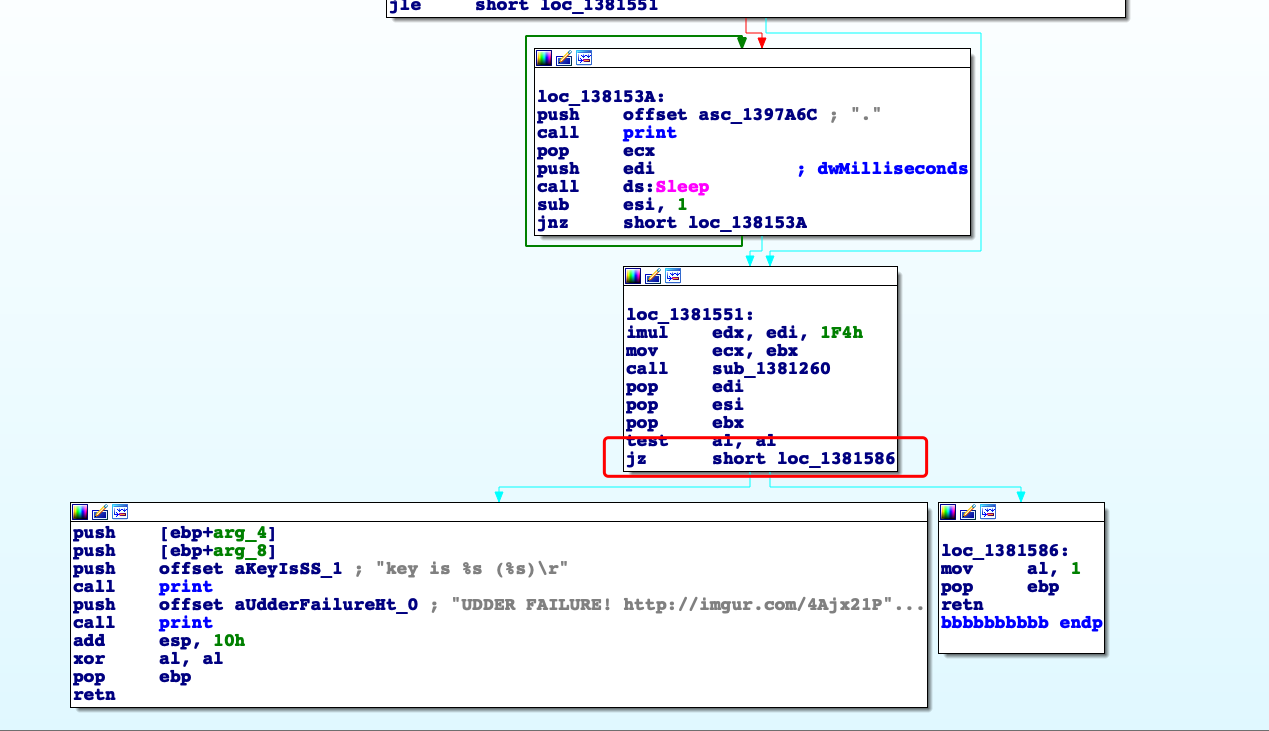 jle short loc_1381551
loc_138153A:
push offset asc_1397A6C ; "."
call print
pop ecx
push edi ; dwMilliseconds
call ds:Sleep
sub esi, 1
jnz short loc_138153A
loc_1381551:
imul edx, edi, 1F4h
mov ecx, ebx
call sub_1381260
pop edi
pop esi
pop ebx
test al, al
jz short loc_1381586
push [ebp+arg_4]
push [ebp+arg_8]
push offset aKeyIsSS_1 ; "key is %s (%s)\r"
call print
push offset aUdderFailureHt_0 ; "UDDER FAILURE! http://imgur.com/4Ajx21P"...
call print
add esp, 10h
xor al, al
pop ebp
retn
loc_1381586:
mov al, 1
pop ebp
retn
bbbbbbbbbb endp